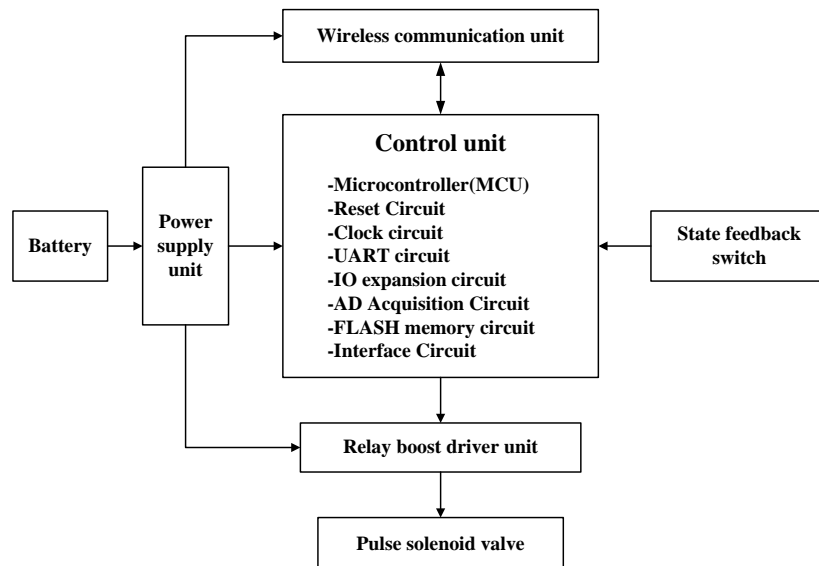 Wireless communication unit
Control unit
-Microcontroller(MCU)
-Reset Circuit
-Clock circuit
-UART circuit
-IO expansion circuit
-AD Acquisition Circuit
-FLASH memory circuit
-Interface Circuit
Battery
Power
supply
unit
State feedback
switch
Relay boost driver unit
Pulse solenoid valve